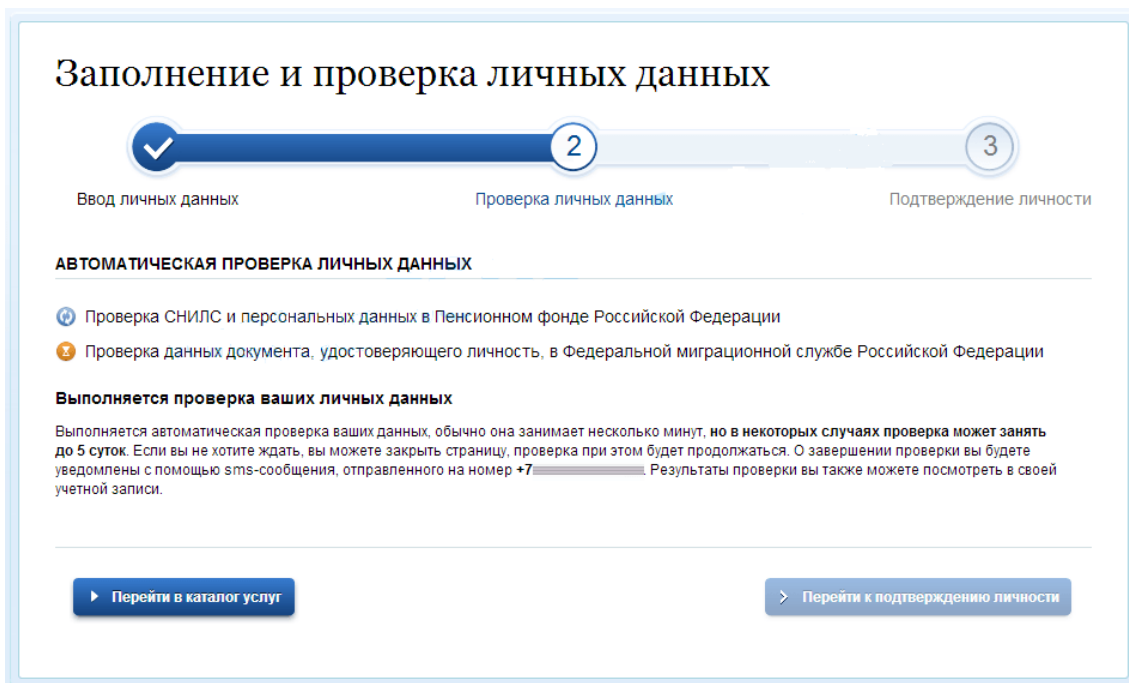 Заполнение и проверка личных данных
2
3
Ввод личных данных
Проверка личных данных
Подтверждение личности
АВТОМАТИЧЕСКАЯ ПРОВЕРКА ЛИЧНЫХ ДАННЫХ
Проверка СНИЛС и персональных данных в Пенсионном фонде Российской Федерации
Проверка данных документа, удостоверяющего личность, в Федеральной миграционной службе Российской Федерации
Выполняется проверка ваших личных данных
Выполняется автоматическая проверка ваших данных, обычно она занимает несколько минут, но в некоторых случаях проверка может занять
до 5 суток. Если вы не хотите ждать, вы можете закрыть страницу, проверка при этом будет продолжаться. О завершении проверки вы будете
уведомлены с помощью sms-сообщения, отправленного на номер +7. Результаты проверки вы также можете посмотреть в своей
учетной записи.
Перейти в каталог услуг
Перейти к подтверждению личности